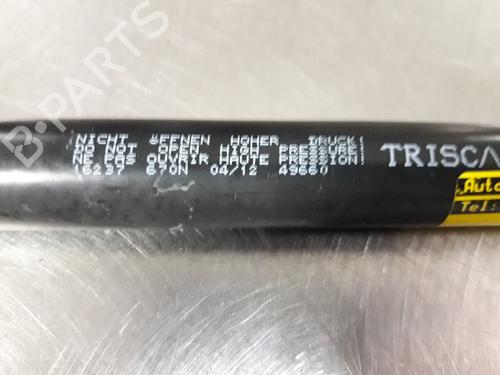 NICHT öFFNEN HOHER DRUCK!
DO NOT OPEN, HIGH PRESSURE!
NE PAS OUVRIR HAUTE PRESSION!
16237 670N 04/12 49660
TRISCA
Auto
Tel:
B-PARTS